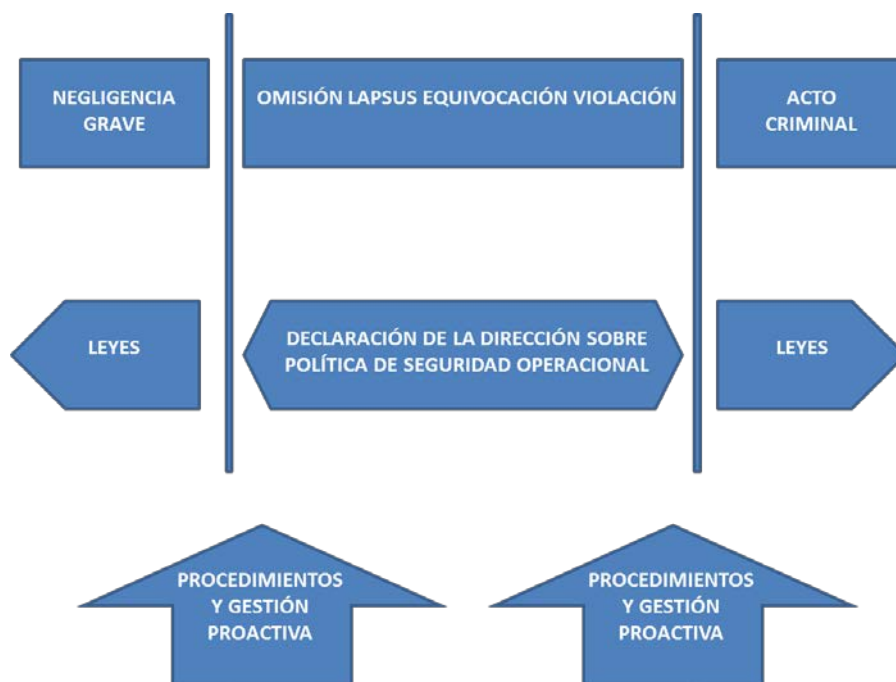 NEGLIGENCIA
GRAVE
OMISIÓN LAPSUS EQUIVOCACIÓN VIOLACIÓN
ACTO
CRIMINAL
LEYES
DECLARACIÓN DE LA DIRECCIÓN SOBRE
POLÍTICA DE SEGURIDAD OPERACIONAL
LEYES
PROCEDIMIENTOS
Y GESTIÓN
PROACTIVA
PROCEDIMIENTOS
Y GESTIÓN
PROACTIVA